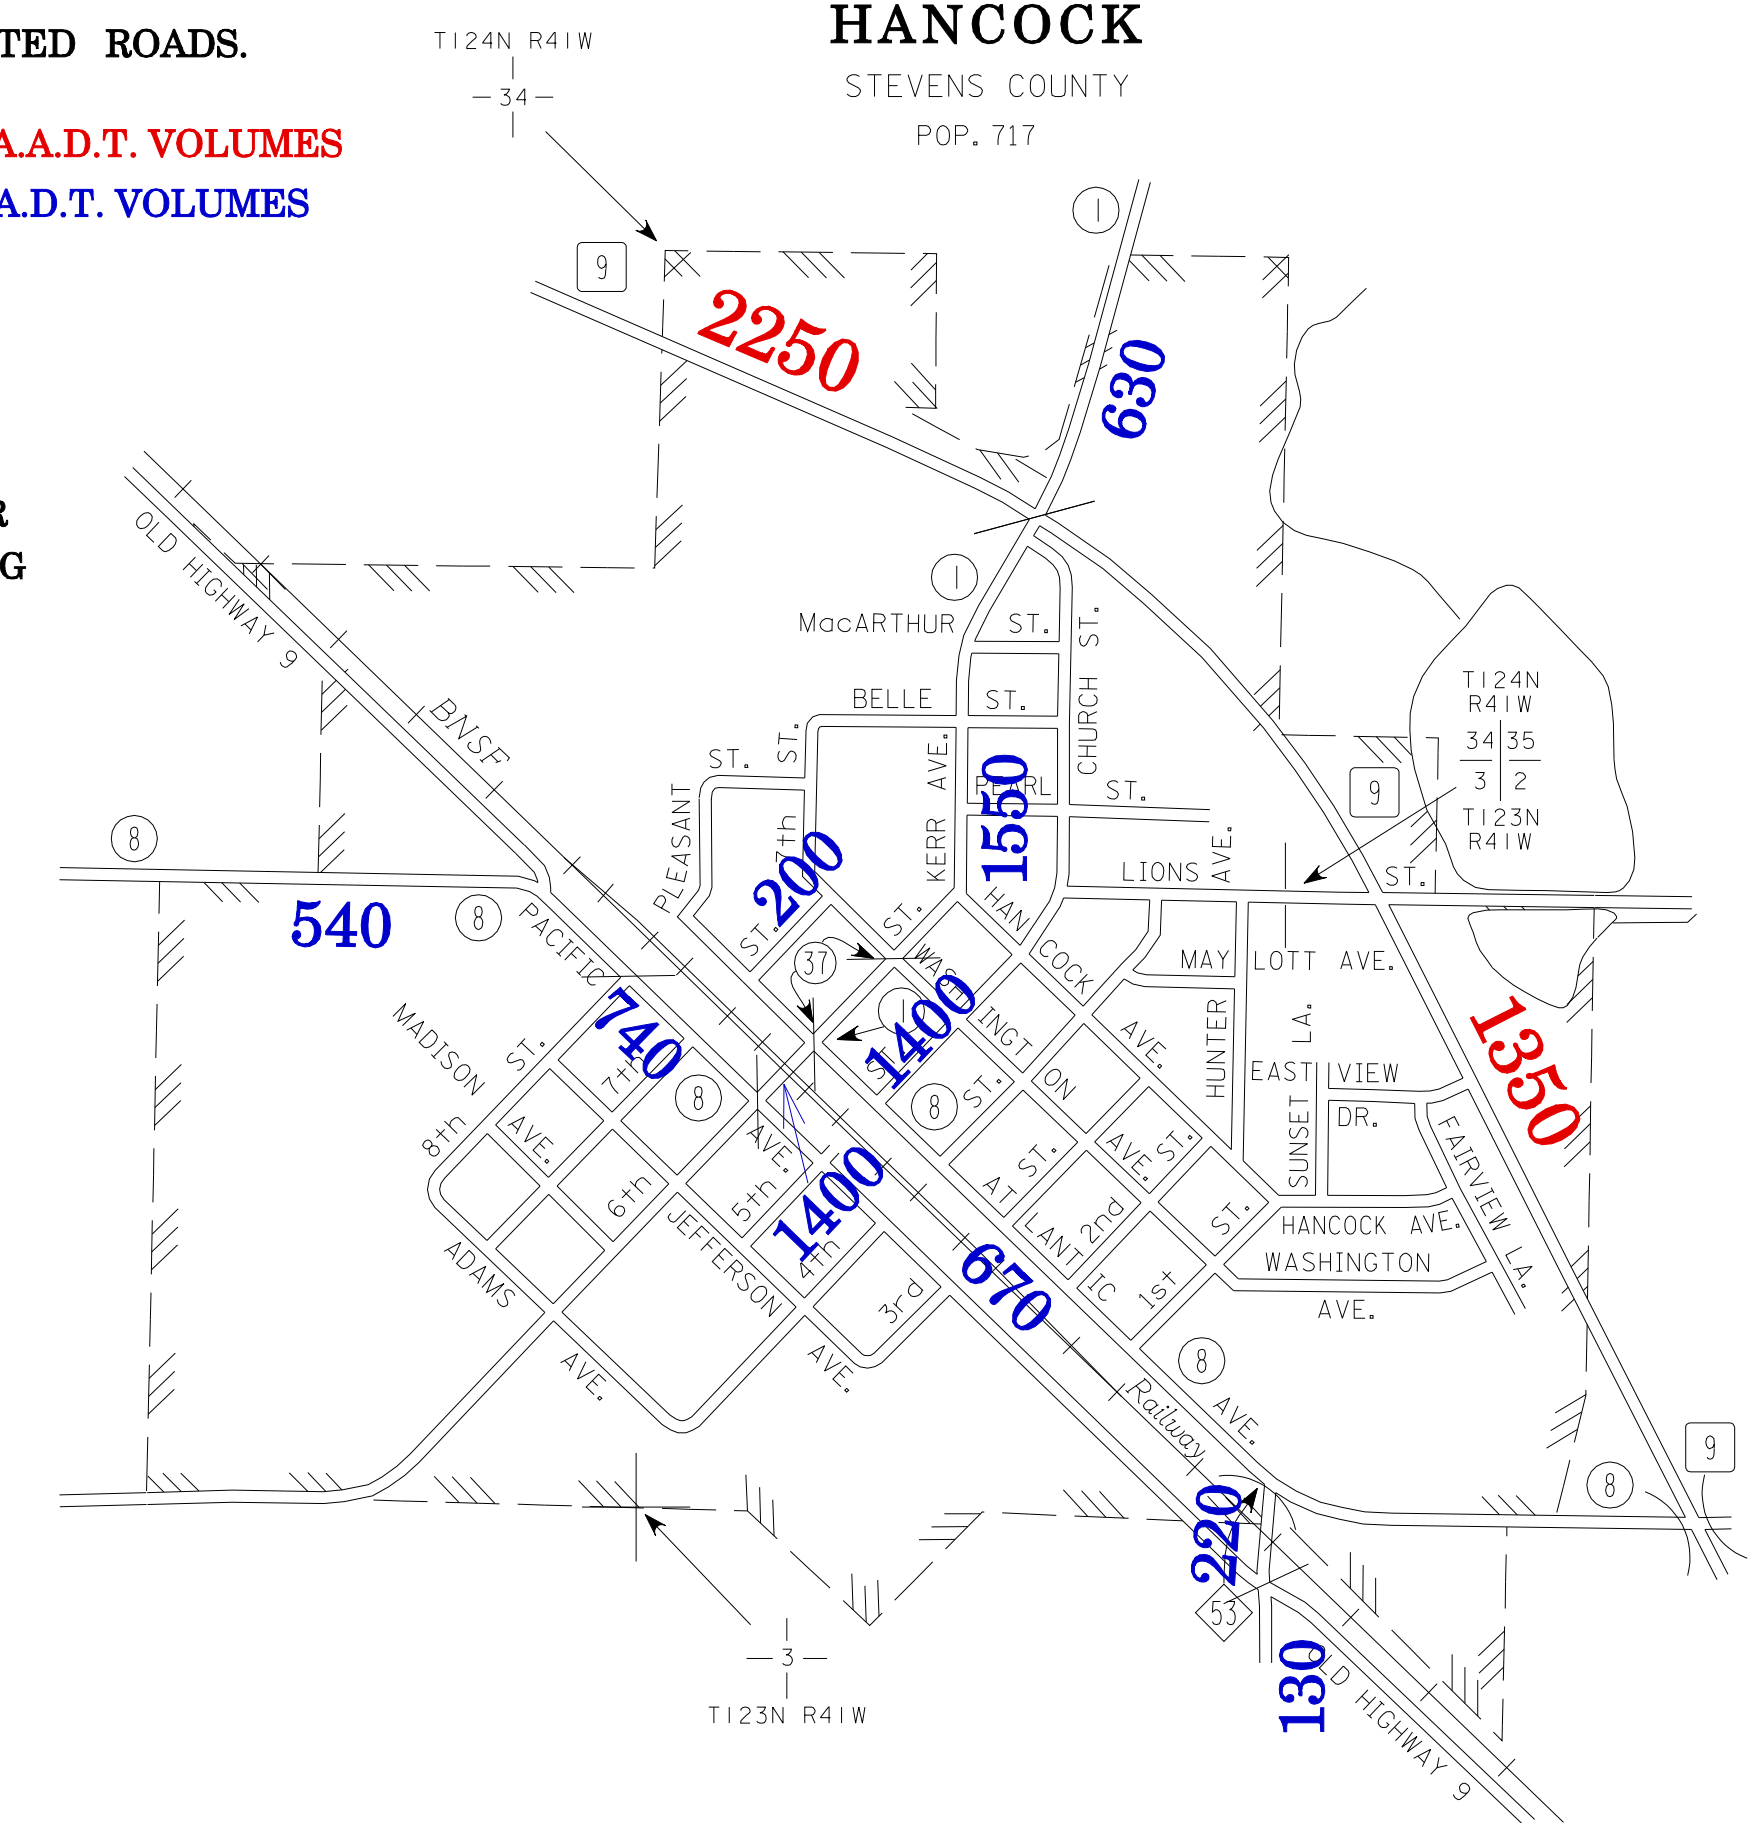 HANCOCK
STEVENS COUNTY
POP. 717
TED ROADS.
A.A.D.T. VOLUMES
A.D.T. VOLUMES
R
G
T124N R41W
34
9
1
2250
630
OLD HIGHWAY 9
BNSF
1
MacARTHUR ST.
BELLE ST.
CHURCH ST.
KERR AVE.
PEARL ST.
1550
PLEASANT ST.
7th ST.
200
T124N
R41W
34 35
3 2
T123N
R41W
9
8
540
8
PACIFIC AVE.
740
LIONS AVE.
ST.
HANCOCK AVE.
WASHINGTON AVE.
ST.
ST.
37
1
1400
ST.
8
ST.
MAY LOTT AVE.
HUNTER
SUNSET LA.
EAST VIEW
DR.
FAIRVIEW LA.
1350
MADISON AVE.
8th ST.
7th
8
6th
5th
4th
3rd
ST.
2nd ST.
1st ST.
1400
670
ATLANTIC AVE.
JEFFERSON AVE.
ADAMS AVE.
HANCOCK AVE.
WASHINGTON
AVE.
8
Railway
9
8
220
53
130
OLD HIGHWAY 9
3
T123N R41W